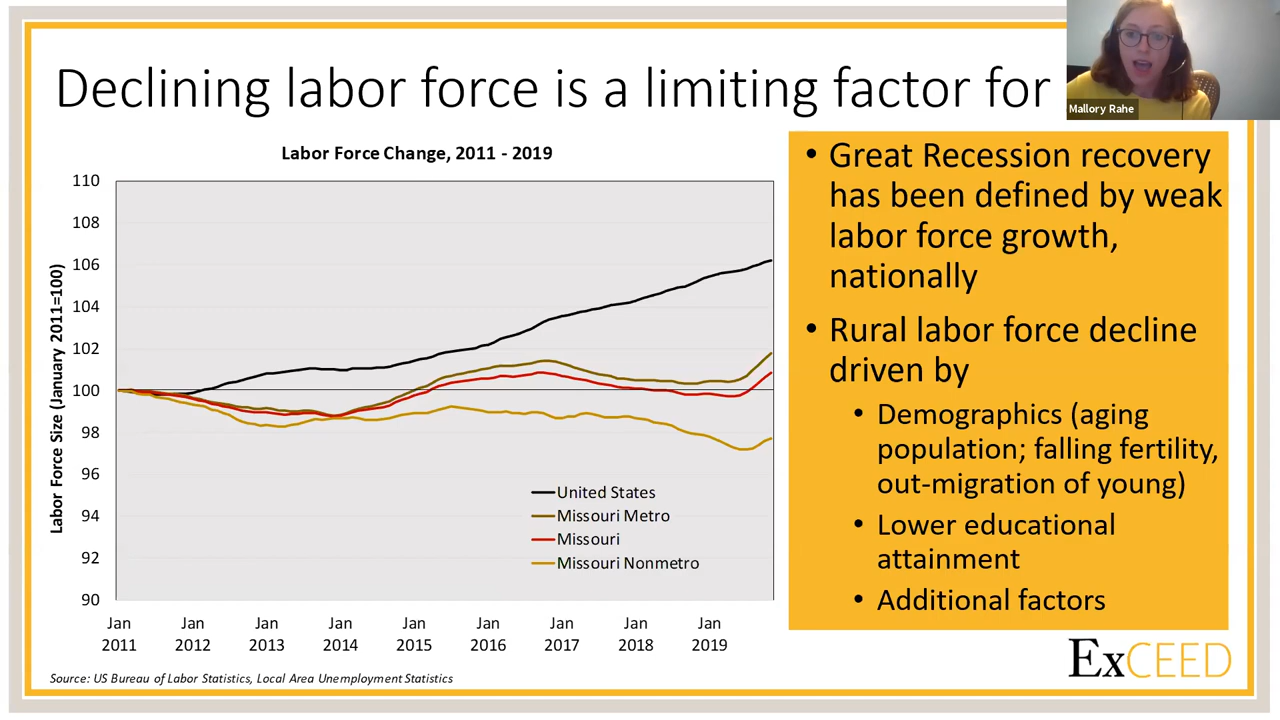 Declining labor force is a limiting factor for
Mallory Rahe
Labor Force Change, 2011 - 2019
Labor Force Size (January 2011=100)
110
108
106
104
102
100
98
96
94
92
90
United States
Missouri Metro
Missouri
Missouri Nonmetro
Jan Jan Jan Jan Jan Jan Jan Jan Jan
2011 2012 2013 2014 2015 2016 2017 2018 2019
Source: US Bureau of Labor Statistics, Local Area Unemployment Statistics
• Great Recession recovery
has been defined by weak
labor force growth,
nationally
• Rural labor force decline
driven by
• Demographics (aging
population; falling fertility,
out-migration of young)
• Lower educational
attainment
• Additional factors
ExCEED